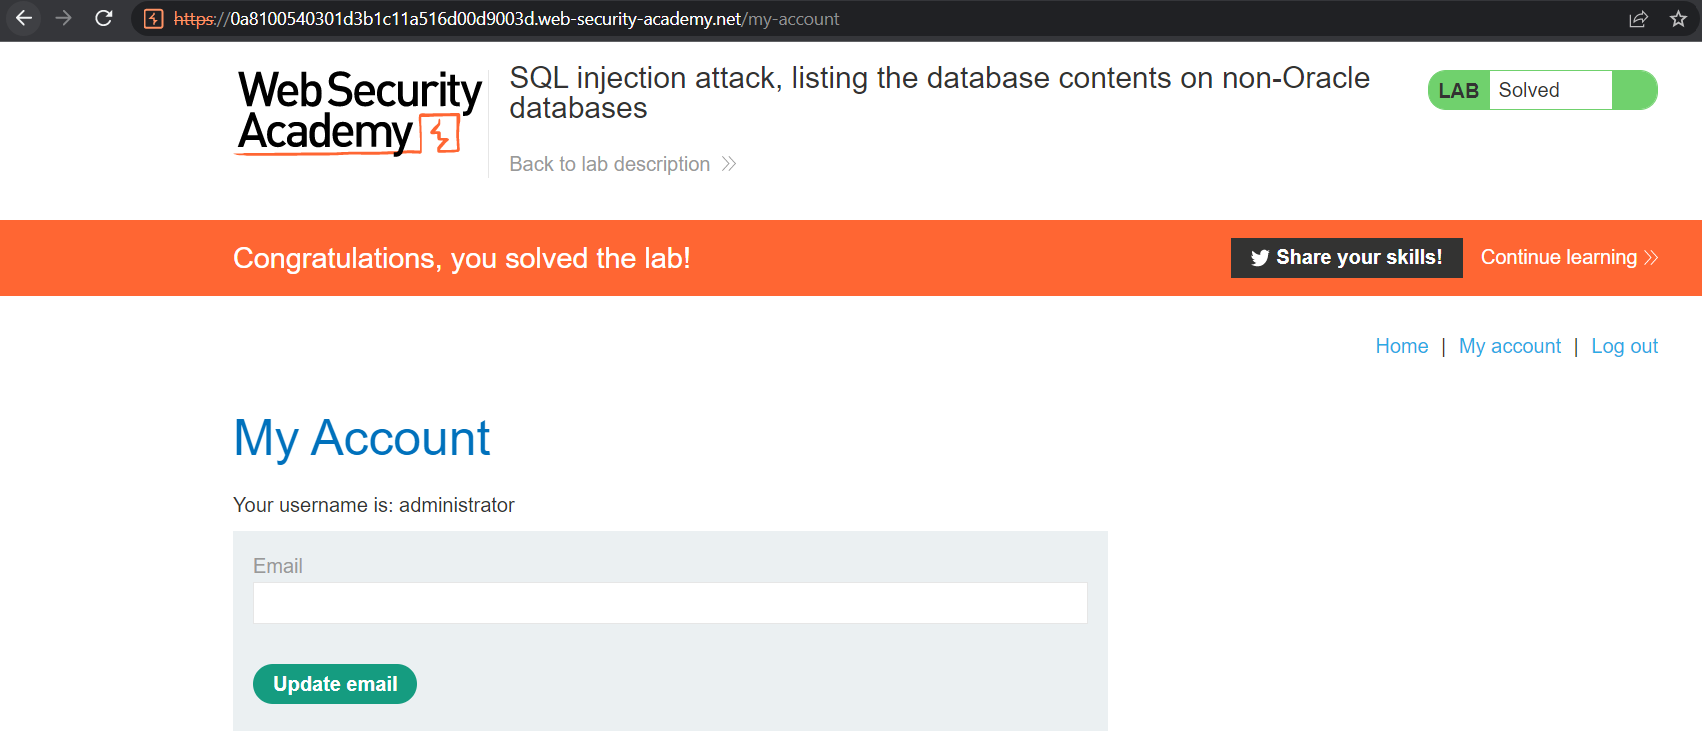 https://0a8100540301d3b1c11a516d00d9003d.web-security-academy.net/my-account
Web Security
Academy
SQL injection attack, listing the database contents on non-Oracle
databases
Back to lab description
LAB Solved
Congratulations, you solved the lab!
Share your skills!
Continue learning
Home | My account | Log out
My Account
Your username is: administrator
Email
Update email